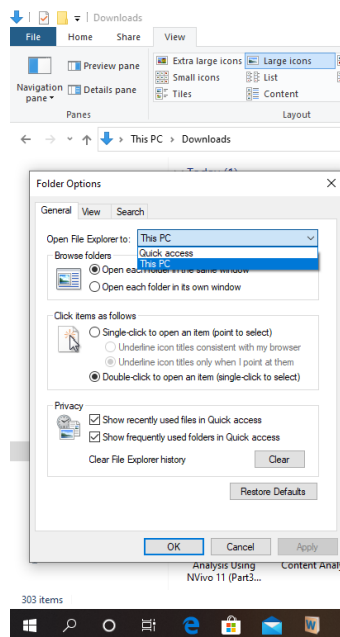 Downloads
File Home Share View
Navigation pane
Preview pane
Details pane
Panes
Extra large icons Large icons
Small icons List
Tiles Content
Layout
This PC > Downloads
Folder Options
General View Search
Open File Explorer to: This PC
Quick access
This PC
Browse folders
Open each folder in the same window
Open each folder in its own window
Click items as follows
Single-click to open an item (point to select)
Underline icon titles consistent with my browser
Underline icon titles only when I point at them
Double-click to open an item (single-click to select)
Privacy
Show recently used files in Quick access
Show frequently used folders in Quick access
Clear File Explorer history Clear
Restore Defaults
OK Cancel Apply
Analysis Using Content
NVivo 11 (Part3...
303 items